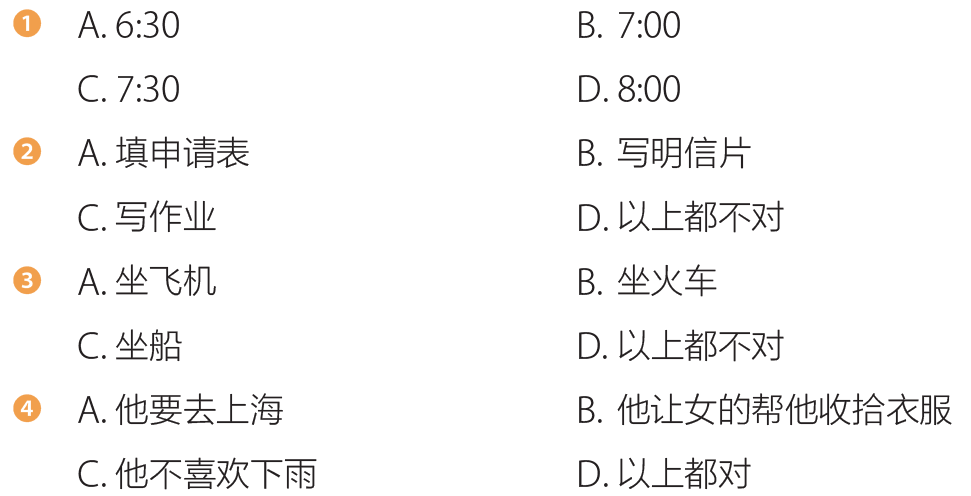 1 A. 6:30 B. 7:00
C. 7:30 D. 8:00
2 A. 填申请表 B. 写明信片
C. 写作业 D. 以上都不对
3 A. 坐飞机 B. 坐火车
C. 坐船 D. 以上都不对
4 A. 他要去上海 B. 他让女的帮他收拾衣服
C. 他不喜欢下雨 D. 以上都对